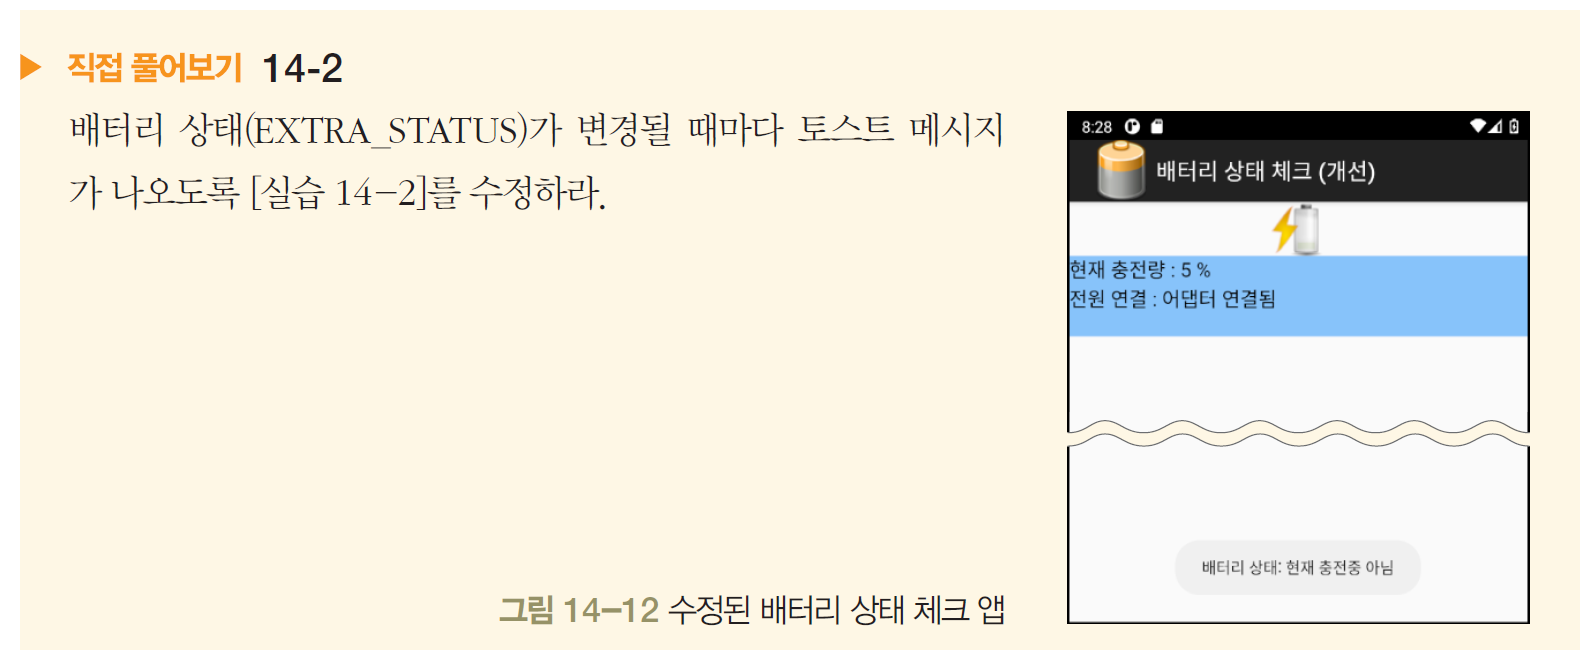 직접 풀어보기 14-2
배터리 상태(EXTRA_STATUS)가 변경될 때마다 토스트 메시지
가 나오도록 [실습 14-2]를 수정하라.
8:28
배터리 상태 체크 (개선)
현재 충전량 : 5 %
전원 연결 : 어댑터 연결됨
배터리 상태: 현재 충전중 아님
그림 14-12 수정된 배터리 상태 체크 앱